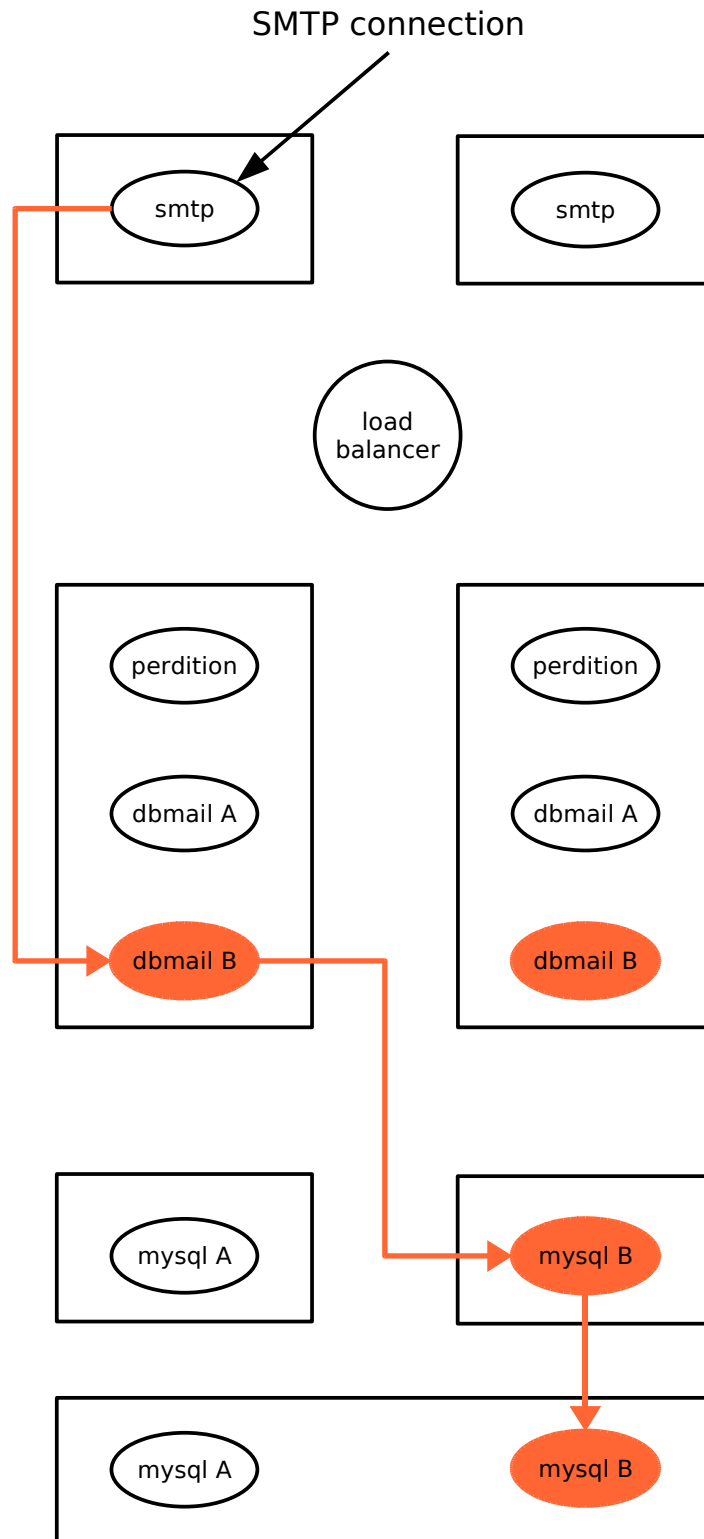 SMTP connection
smtp
smtp
load
balancer
perdition
perdition
dbmail A
dbmail A
dbmail B
dbmail B
mysql A
mysql B
mysql A
mysql B